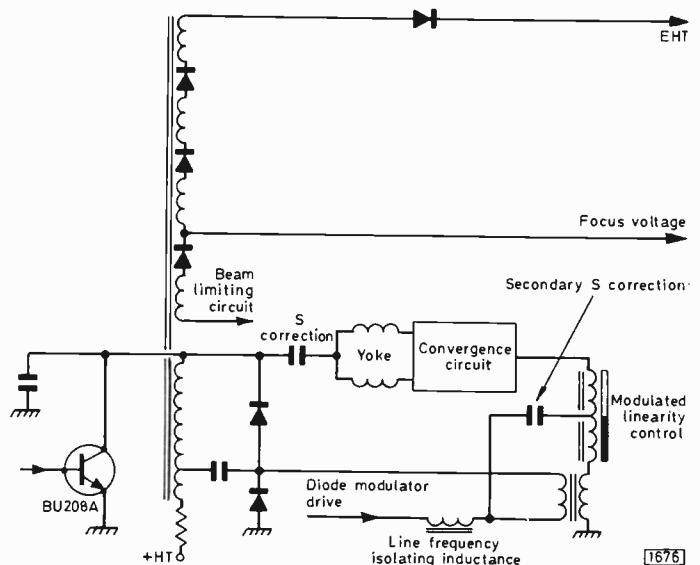 EHT
Focus voltage
Beam
limiting
circuit
S
correction
Secondary S correction
Yoke
Convergence
circuit
Modulated
linearity
control
BU208A
Diode modulator
drive
Line frequency
isolating inductance
+HT
1676